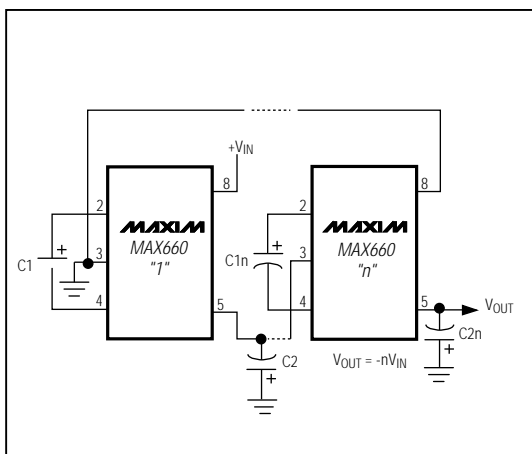 +VIN
8
8
2
2
MAXIM
MAX660
"1"
MAXIM
MAX660
"n"
C1
+
3
C1n
+
3
4
5
4
5
VOUT
C2
+
C2n
+
VOUT = -nVIN